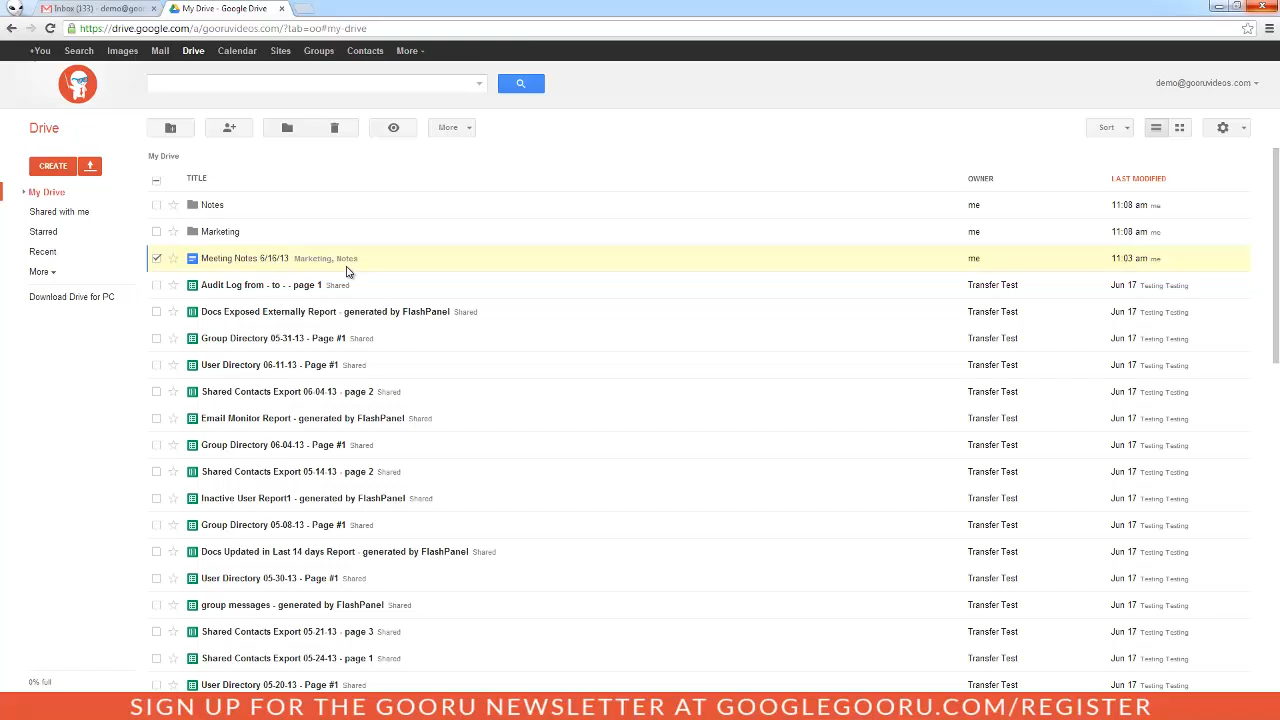 Inbox (133) - demo@goor
My Drive - Google Drive
https://drive.google.com/a/gooruvideos.com/?tab=oo#my-drive
+You Search Images Mail Drive Calendar Sites Groups Contacts More
demo@gooruvideos.com
Drive
More
Sort
CREATE
My Drive
Shared with me
Starred
Recent
More
Download Drive for PC
0% full
My Drive
TITLE OWNER LAST MODIFIED
Notes me 11:08 am me
Marketing me 11:08 am me
Meeting Notes 6/16/13 Marketing, Notes me 11:03 am me
Audit Log from - to - - page 1 Shared Transfer Test Jun 17 Testing Testing
Docs Exposed Externally Report - generated by FlashPanel Shared Transfer Test Jun 17 Testing Testing
Group Directory 05-31-13 - Page #1 Shared Transfer Test Jun 17 Testing Testing
User Directory 06-11-13 - Page #1 Shared Transfer Test Jun 17 Testing Testing
Shared Contacts Export 06-04-13 - page 2 Shared Transfer Test Jun 17 Testing Testing
Email Monitor Report - generated by FlashPanel Shared Transfer Test Jun 17 Testing Testing
Group Directory 06-04-13 - Page #1 Shared Transfer Test Jun 17 Testing Testing
Shared Contacts Export 05-14-13 - page 2 Shared Transfer Test Jun 17 Testing Testing
Inactive User Report1 - generated by FlashPanel Shared Transfer Test Jun 17 Testing Testing
Group Directory 05-08-13 - Page #1 Shared Transfer Test Jun 17 Testing Testing
Docs Updated in Last 14 days Report - generated by FlashPanel Shared Transfer Test Jun 17 Testing Testing
User Directory 05-30-13 - Page #1 Shared Transfer Test Jun 17 Testing Testing
group messages - generated by FlashPanel Shared Transfer Test Jun 17 Testing Testing
Shared Contacts Export 05-21-13 - page 3 Shared Transfer Test Jun 17 Testing Testing
Shared Contacts Export 05-24-13 - page 1 Shared Transfer Test Jun 17 Testing Testing
User Directory 05-20-13 - Page #1 Shared Transfer Test Jun 17 Testing Testing
SIGN UP FOR THE GOORU NEWSLETTER AT GOOGLEGOORU.COM/REGISTER